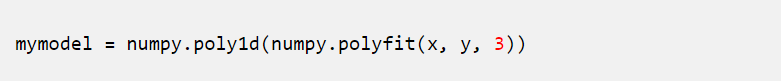 mymodel = numpy.poly1d(numpy.polyfit(x, y, 3))